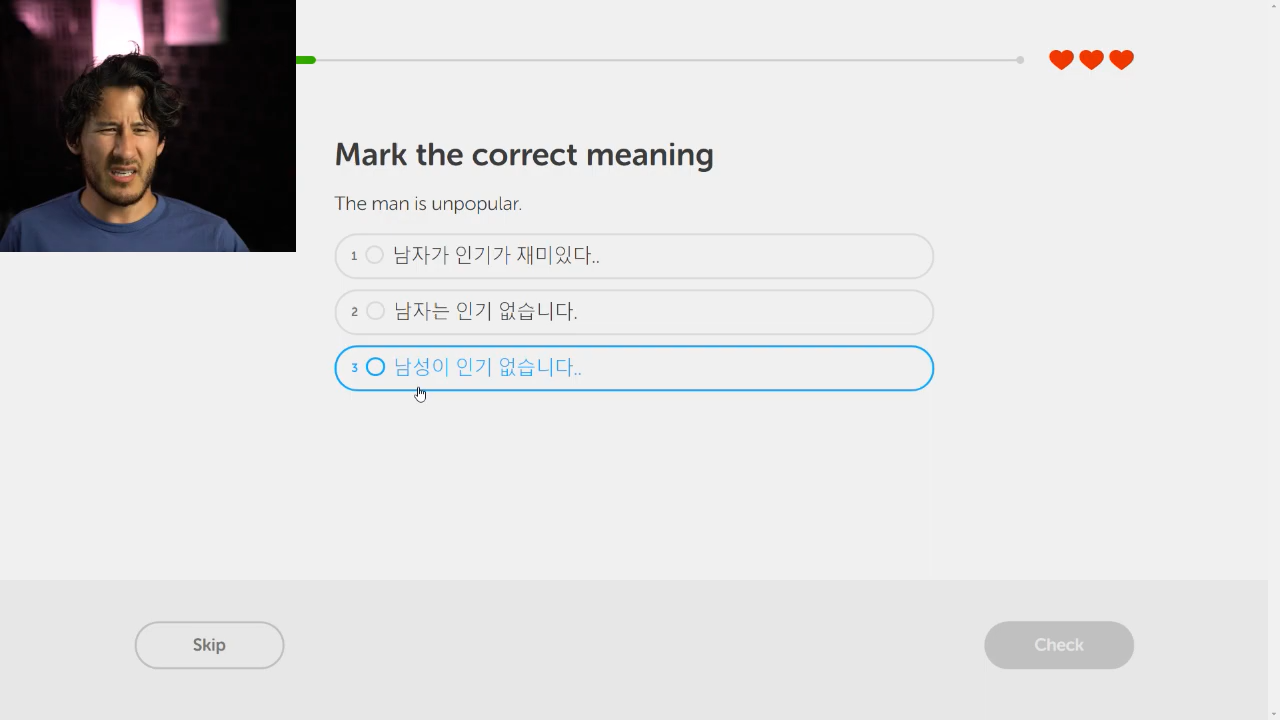 Mark the correct meaning
The man is unpopular.
1 남자가 인기가 재미있다..
2 남자는 인기 없습니다.
3 남성이 인기 없습니다..
Skip
Check